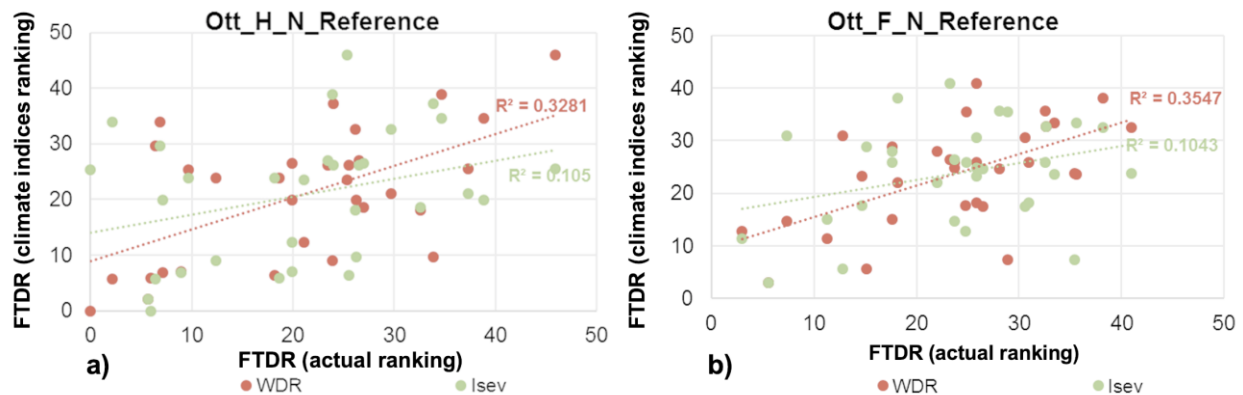 Ott_H_N_Reference
FTDR (climate indices ranking)
50
40
30
20
10
0
R² = 0.3281
R² = 0.105
0 10 20 30 40 50
FTDR (actual ranking)
a)
WDR Isev
Ott_F_N_Reference
FTDR (climate indices ranking)
50
40
30
20
10
0
R² = 0.3547
R² = 0.1043
0 10 20 30 40 50
FTDR (actual ranking)
b)
WDR Isev